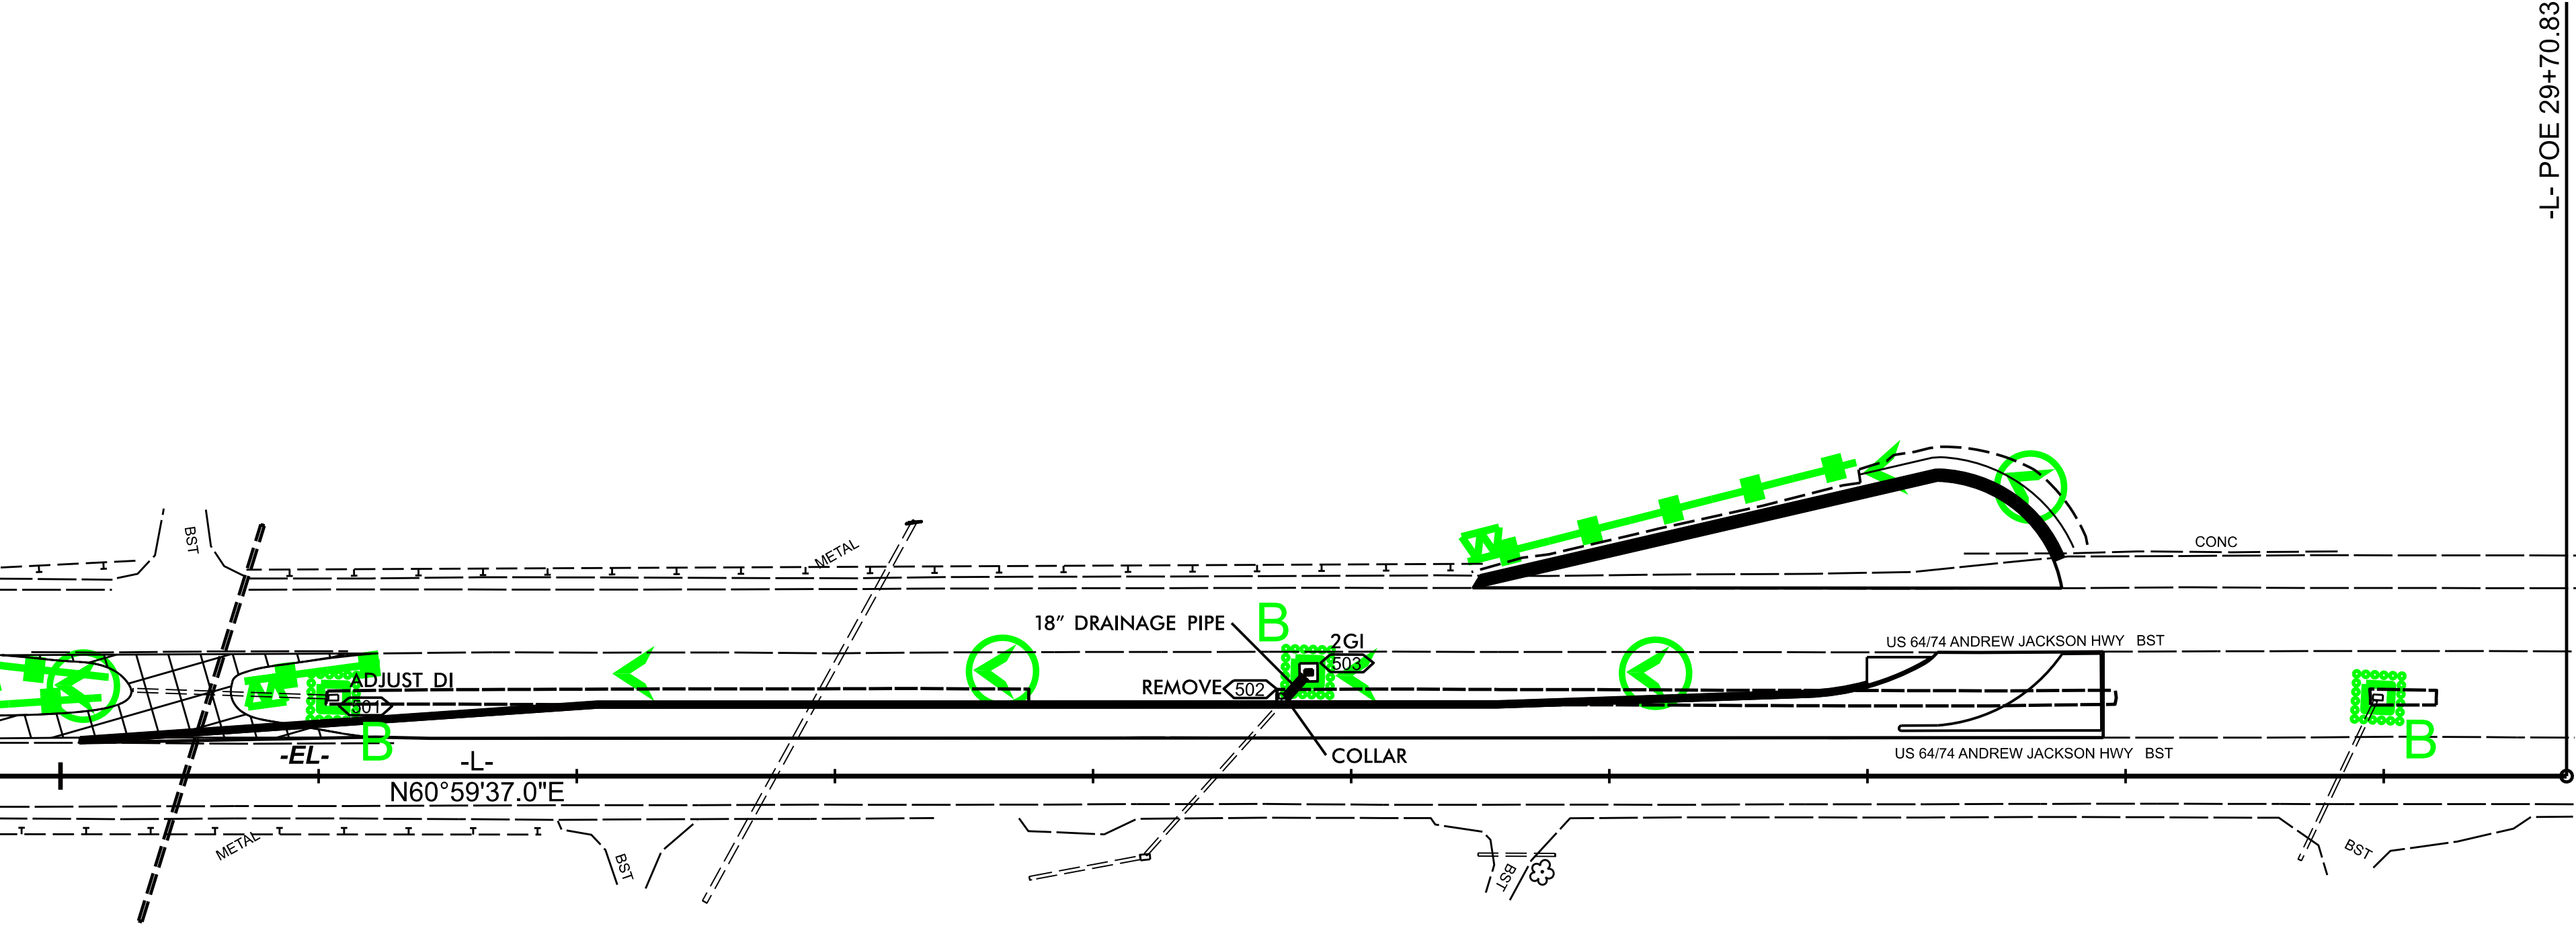 -L- POE 29+70.83
BST
METAL
CONC
18" DRAINAGE PIPE
B
2GI
503
US 64/74 ANDREW JACKSON HWY BST
ADJUST DI
501
REMOVE
502
B
-EL-
-L-
COLLAR
US 64/74 ANDREW JACKSON HWY BST
B
N60°59'37.0"E
METAL
BST
BST
BST